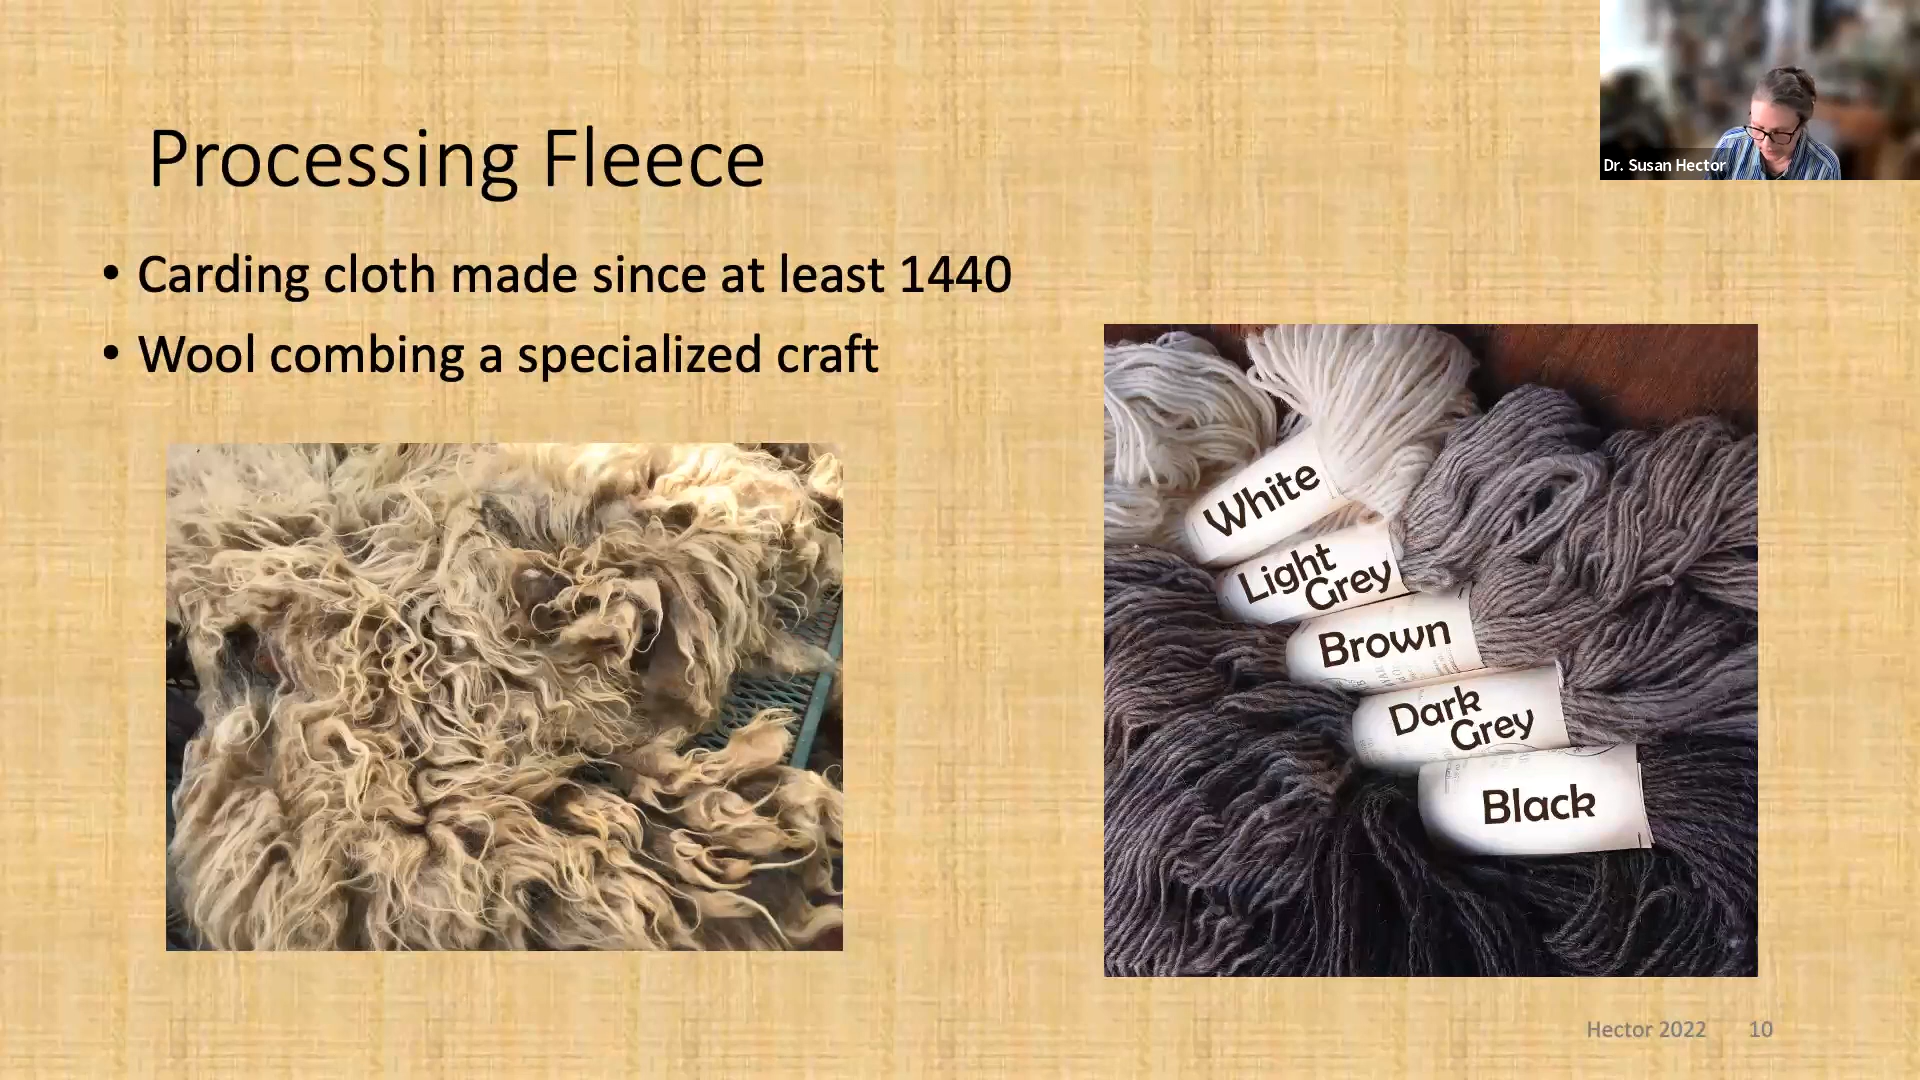 Processing Fleece
• Carding cloth made since at least 1440
• Wool combing a specialized craft
White
Light
Grey
Brown
Dark
Grey
Black
Dr. Susan Hector
Hector 2022 10